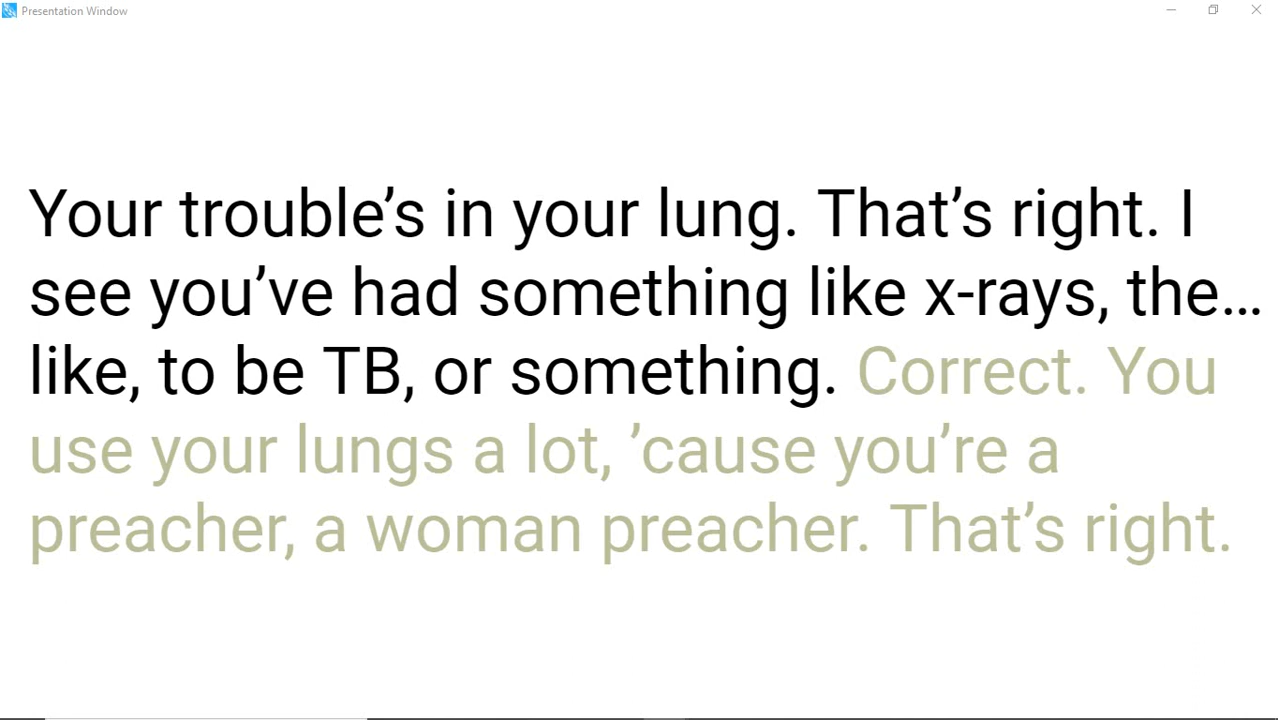 Presentation Window
Your trouble’s in your lung. That’s right. I
see you’ve had something like x-rays, the…
like, to be TB, or something. Correct. You
use your lungs a lot, ’cause you’re a
preacher, a woman preacher. That’s right.